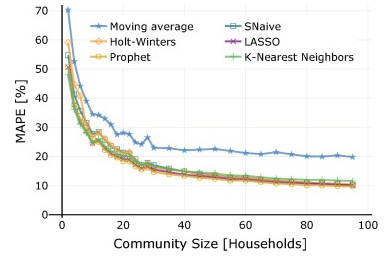 70
60
50
40
30
20
10
0
MAPE [%]
Moving average
Holt-Winters
Prophet
SNaive
LASSO
K-Nearest Neighbors
0 20 40 60 80 100
Community Size [Households]